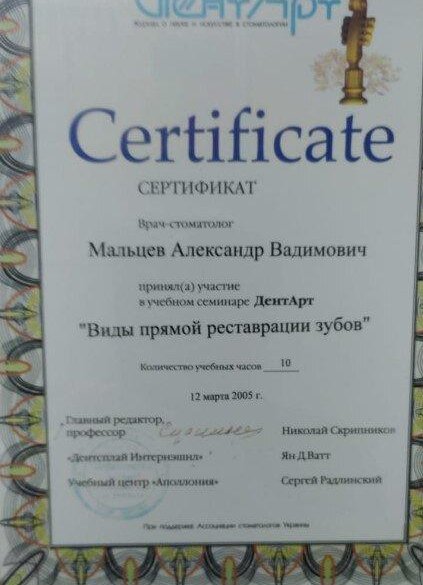 ДентАрт
Журнал о науке и искусстве в стоматологии
Certificate
СЕРТИФИКАТ
Врач-стоматолог
Мальцев Александр Вадимович
принял(а) участие
в учебном семинаре ДентАрт
"Виды прямой реставрации зубов"
Количество учебных часов 10
12 марта 2005 г.
Главный редактор,
профессор Николай Скрипников
«Дентсплай Интернэшнл» Ян Д.Ватт
Учебный центр «Аполлония» Сергей Радлинский
При поддержке Ассоциации стоматологов Украины